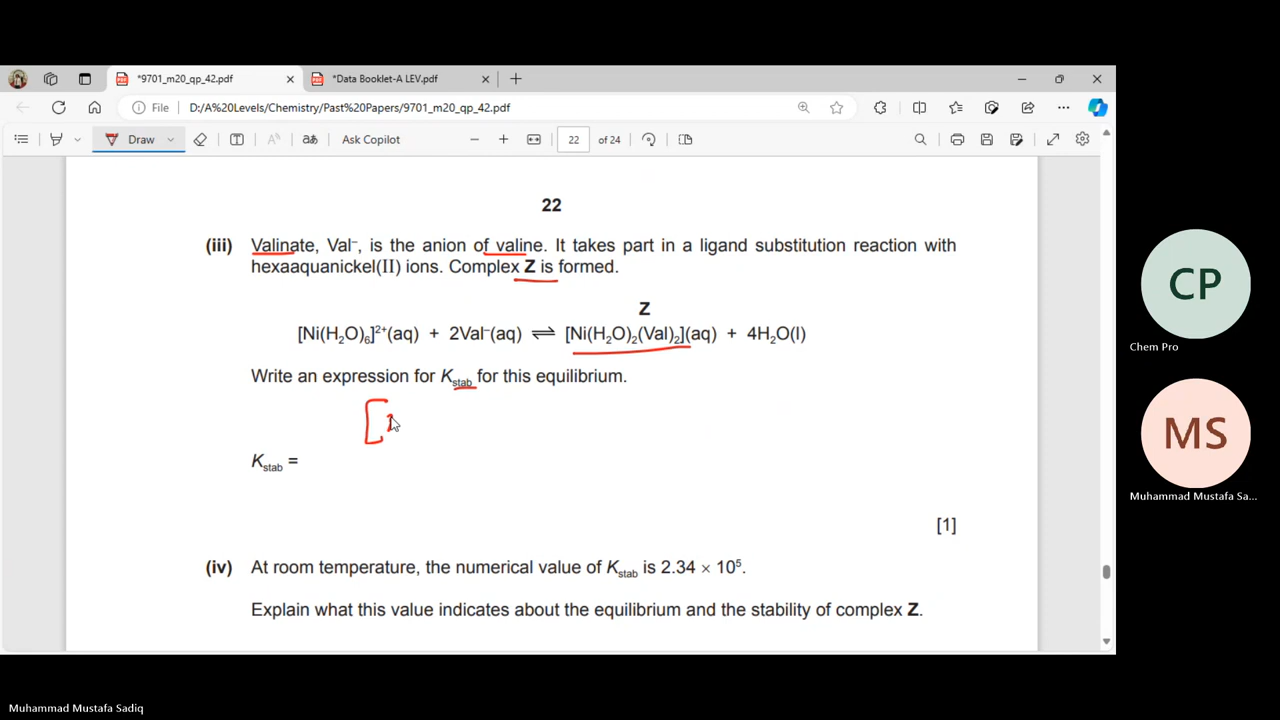 *9701_m20_qp_42.pdf
*Data Booklet-A LEV.pdf
File D:/A%20Levels/Chemistry/Past%20Papers/9701_m20_qp_42.pdf
Draw
aあ
Ask Copilot
22 of 24
22
(iii) Valinate, Val⁻, is the anion of valine. It takes part in a ligand substitution reaction with
hexaaquanickel(II) ions. Complex Z is formed.
Z
[Ni(H₂O)₆]²⁺(aq) + 2Val⁻(aq) ⇌ [Ni(H₂O)₂(Val)₂](aq) + 4H₂O(l)
Write an expression for K_stab for this equilibrium.
[
K_stab =
[1]
(iv) At room temperature, the numerical value of K_stab is 2.34 × 10⁵.
Explain what this value indicates about the equilibrium and the stability of complex Z.
CP
Chem Pro
MS
Muhammad Mustafa Sa...
Muhammad Mustafa Sadiq